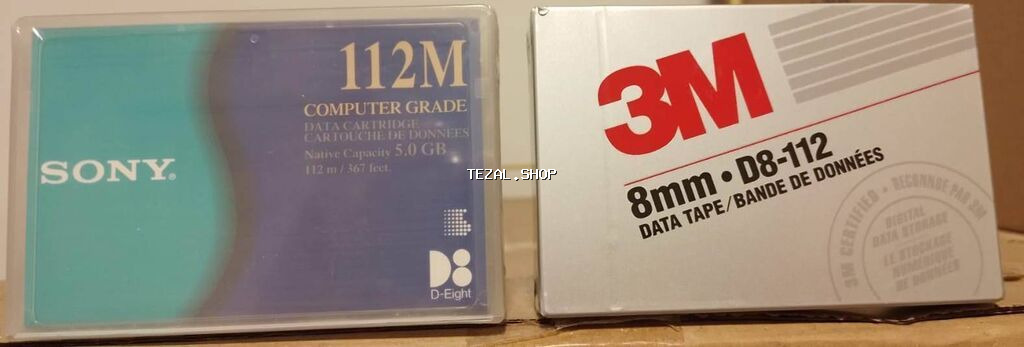 112M
COMPUTER GRADE
DATA CARTRIDGE
CARTOUCHE DE DONNÉES
Native Capacity 5.0 GB
112 m / 367 feet.
SONY®
D8
D-Eight
TEZAL.SHOP
3M
8mm • D8-112
DATA TAPE/BANDE DE DONNÉES
3M CERTIFIED • RECONNUE PAR 3M
DIGITAL
DATA STORAGE
LE STOCKAGE
NUMÉRIQUE
DE DONNÉES